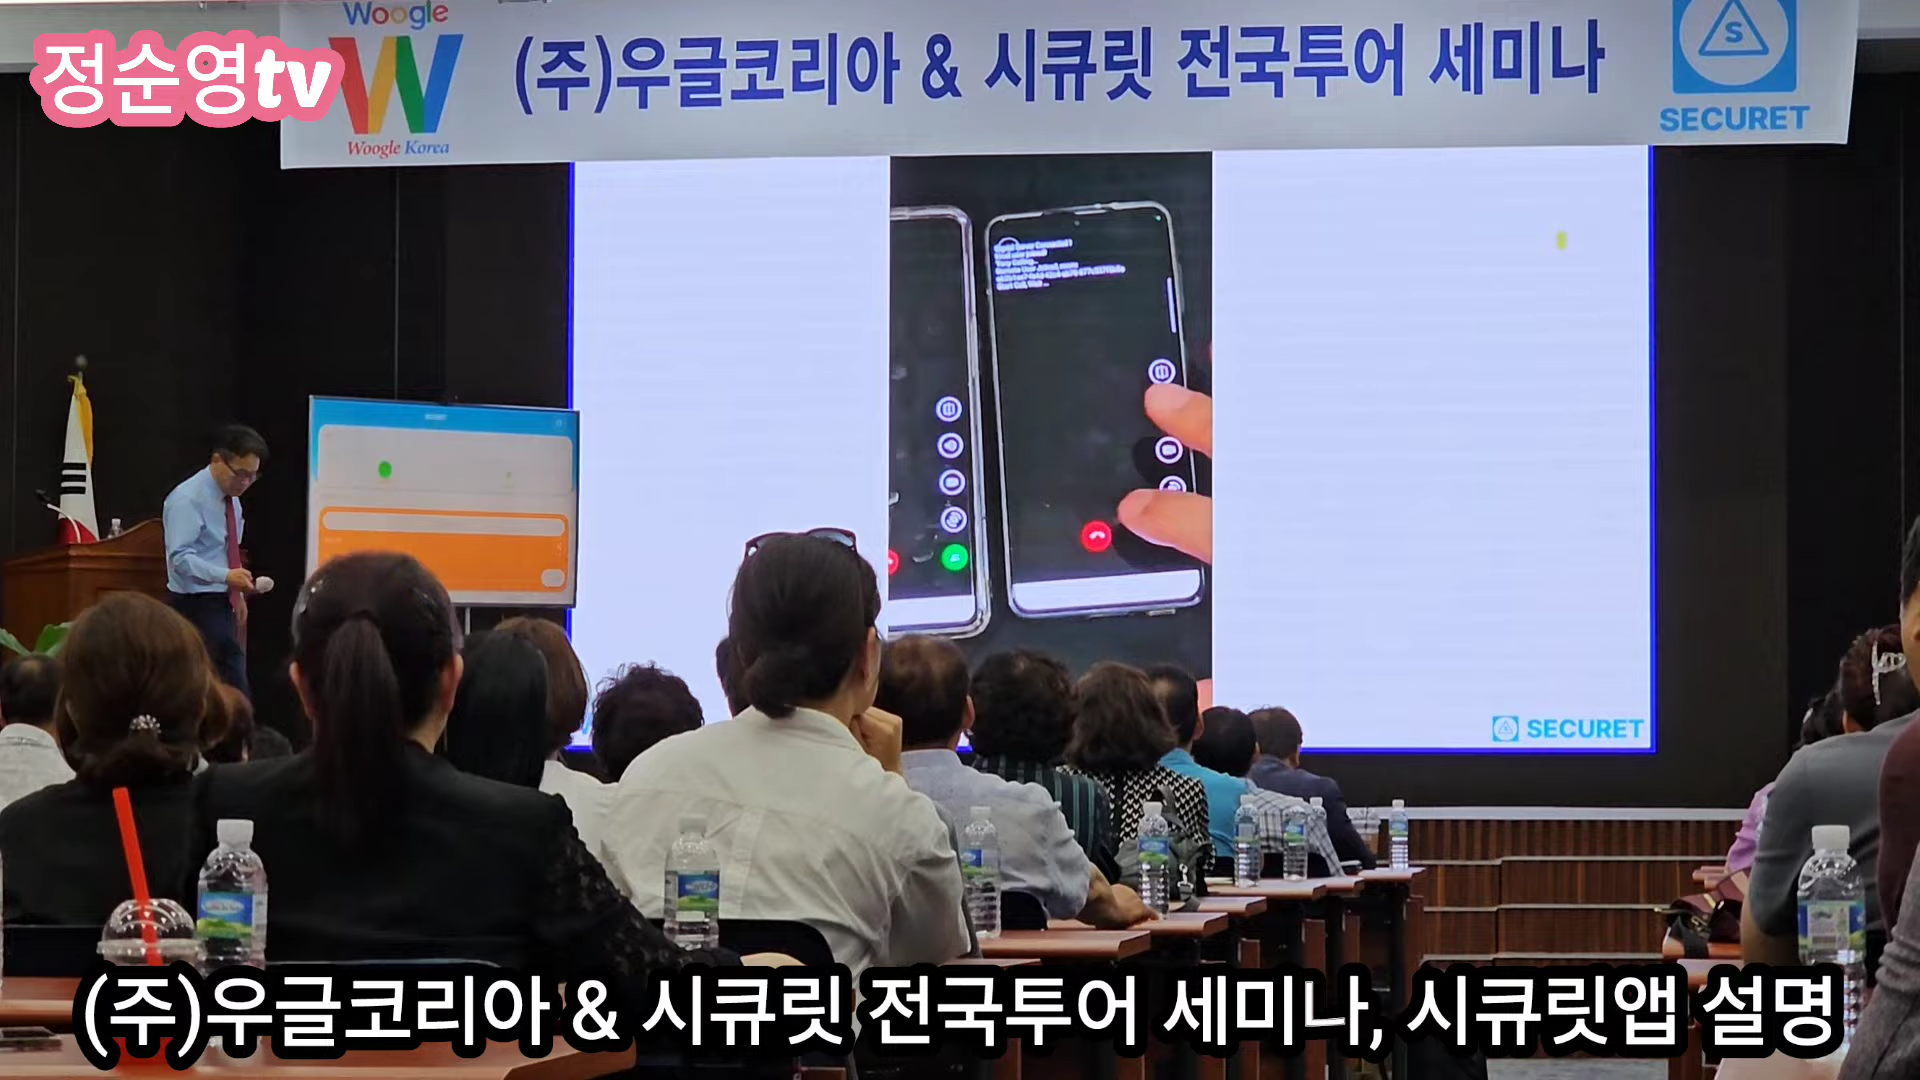 Woogle
W
Woogle Korea
(주)우글코리아 & 시큐릿 전국투어 세미나
S
SECURET
정순영tv
SECURET
(주)우글코리아 & 시큐릿 전국투어 세미나, 시큐릿앱 설명